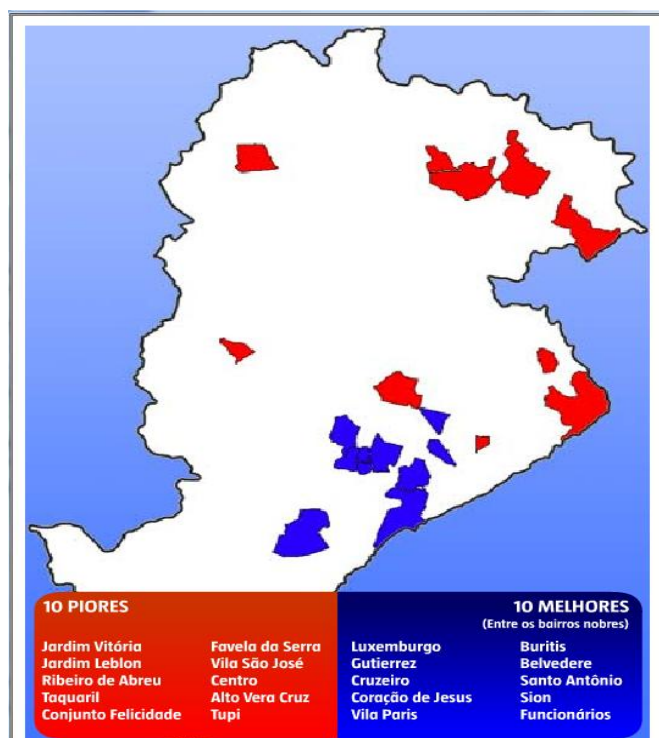 10 PIORES
Jardim Vitória
Jardim Leblon
Ribeiro de Abreu
Taquaril
Conjunto Felicidade
Favela da Serra
Vila São José
Centro
Alto Vera Cruz
Tupi
10 MELHORES
(Entre os bairros nobres)
Luxemburgo
Gutierrez
Cruzeiro
Coração de Jesus
Vila Paris
Buritis
Belvedere
Santo Antônio
Sion
Funcionários